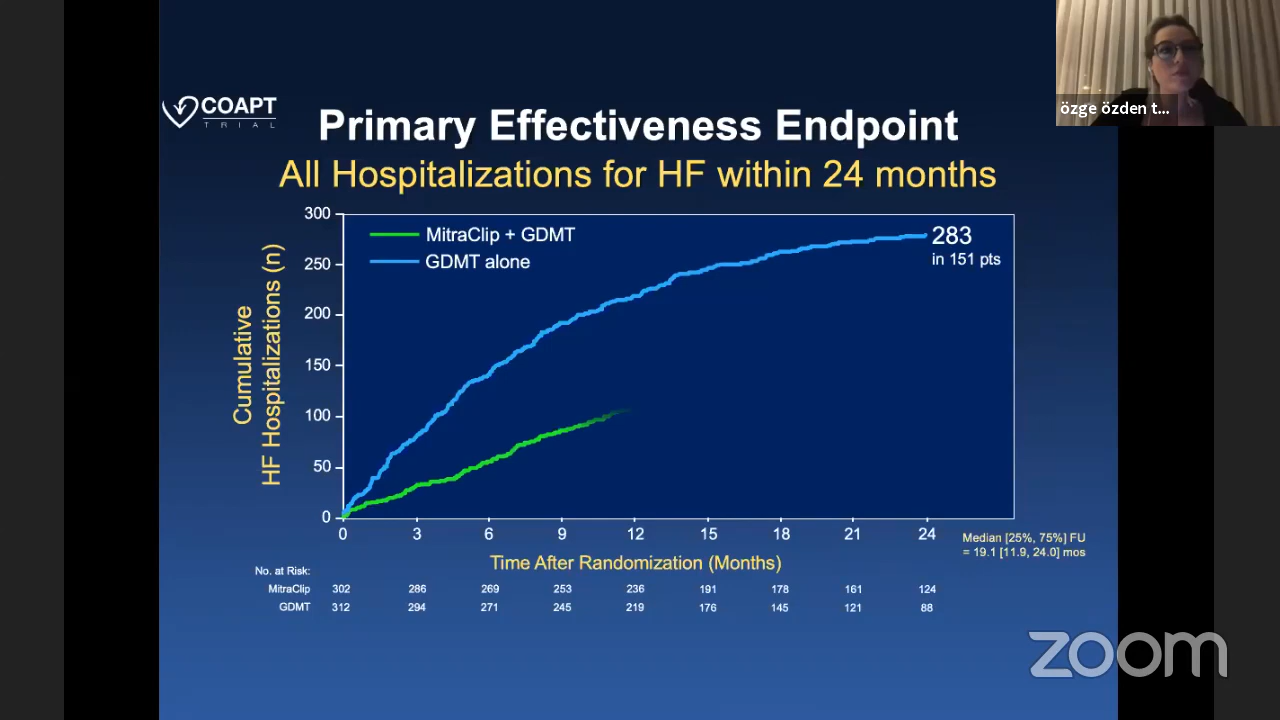 özge özden t...
COAPT
TRIAL
Primary Effectiveness Endpoint
All Hospitalizations for HF within 24 months
Cumulative
HF Hospitalizations (n)
300
250
200
150
100
50
0
MitraClip + GDMT
GDMT alone
283
in 151 pts
0 3 6 9 12 15 18 21 24
Time After Randomization (Months)
Median [25%, 75%] FU
= 19.1 [11.9, 24.0] mos
No. at Risk:
MitraClip 302 286 269 253 236 191 178 161 124
GDMT 312 294 271 245 219 176 145 121 88
zoom